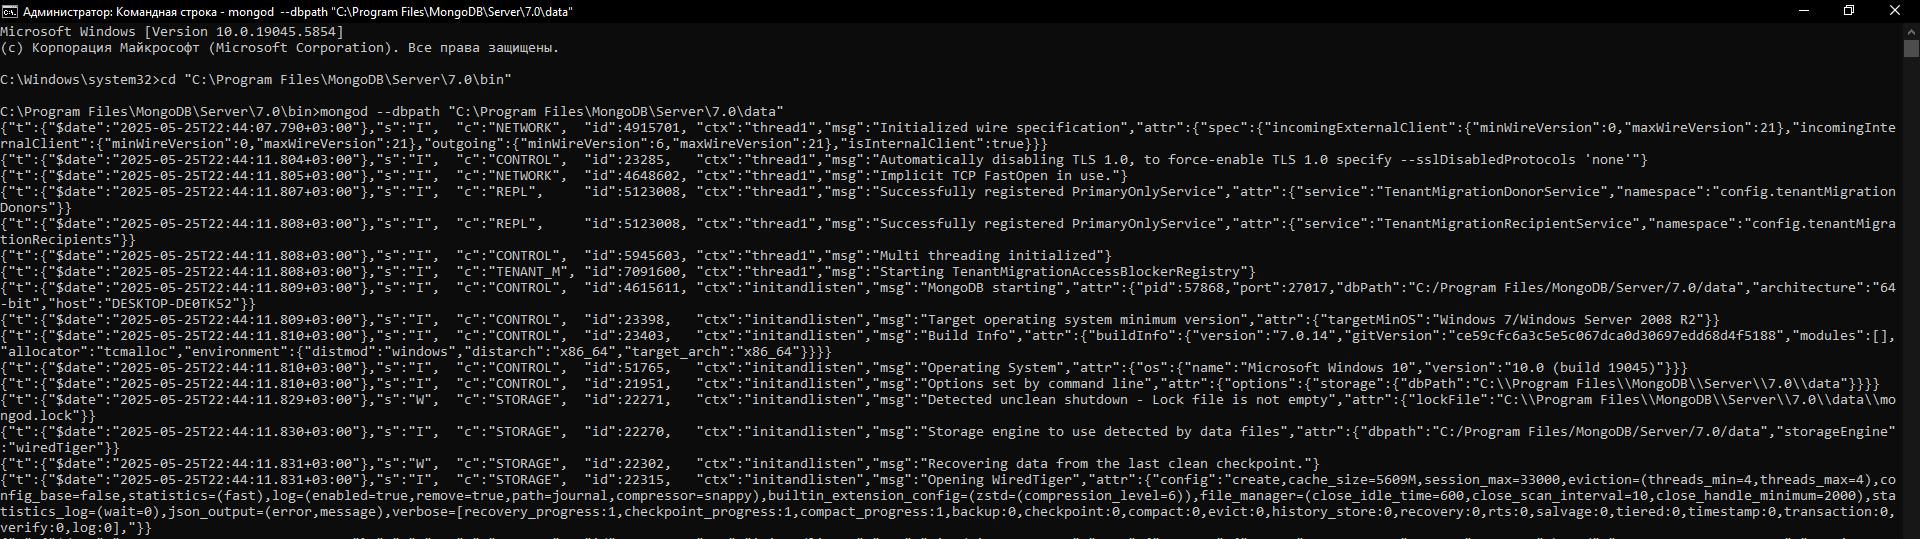 Администратор: Командная строка - mongod  --dbpath "C:\Program Files\MongoDB\Server\7.0\data"
Microsoft Windows [Version 10.0.19045.5854]
(c) Корпорация Майкрософт (Microsoft Corporation). Все права защищены.
C:\Windows\system32>cd "C:\Program Files\MongoDB\Server\7.0\bin"
C:\Program Files\MongoDB\Server\7.0\bin>mongod --dbpath "C:\Program Files\MongoDB\Server\7.0\data"
{"t":{"$date":"2025-05-25T22:44:07.790+03:00"},"s":"I",  "c":"NETWORK",  "id":4915701, "ctx":"thread1","msg":"Initialized wire specification","attr":{"spec":{"incomingExternalClient":{"minWireVersion":0,"maxWireVersion":21},"incomingInte
rnalClient":{"minWireVersion":0,"maxWireVersion":21},"outgoing":{"minWireVersion":6,"maxWireVersion":21},"isInternalClient":true}}}
{"t":{"$date":"2025-05-25T22:44:11.804+03:00"},"s":"I",  "c":"CONTROL",  "id":23285,   "ctx":"thread1","msg":"Automatically disabling TLS 1.0, to force-enable TLS 1.0 specify --sslDisabledProtocols 'none'"}
{"t":{"$date":"2025-05-25T22:44:11.805+03:00"},"s":"I",  "c":"NETWORK",  "id":4648602, "ctx":"thread1","msg":"Implicit TCP FastOpen in use."}
{"t":{"$date":"2025-05-25T22:44:11.807+03:00"},"s":"I",  "c":"REPL",     "id":5123008, "ctx":"thread1","msg":"Successfully registered PrimaryOnlyService","attr":{"service":"TenantMigrationDonorService","namespace":"config.tenantMigration
Donors"}}
{"t":{"$date":"2025-05-25T22:44:11.808+03:00"},"s":"I",  "c":"REPL",     "id":5123008, "ctx":"thread1","msg":"Successfully registered PrimaryOnlyService","attr":{"service":"TenantMigrationRecipientService","namespace":"config.tenantMigra
tionRecipients"}}
{"t":{"$date":"2025-05-25T22:44:11.808+03:00"},"s":"I",  "c":"CONTROL",  "id":5945603, "ctx":"thread1","msg":"Multi threading initialized"}
{"t":{"$date":"2025-05-25T22:44:11.808+03:00"},"s":"I",  "c":"TENANT_M", "id":7091600, "ctx":"thread1","msg":"Starting TenantMigrationAccessBlockerRegistry"}
{"t":{"$date":"2025-05-25T22:44:11.809+03:00"},"s":"I",  "c":"CONTROL",  "id":4615611, "ctx":"initandlisten","msg":"MongoDB starting","attr":{"pid":57868,"port":27017,"dbPath":"C:/Program Files/MongoDB/Server/7.0/data","architecture":"64
-bit","host":"DESKTOP-DE0TK52"}}
{"t":{"$date":"2025-05-25T22:44:11.809+03:00"},"s":"I",  "c":"CONTROL",  "id":23398,   "ctx":"initandlisten","msg":"Target operating system minimum version","attr":{"targetMinOS":"Windows 7/Windows Server 2008 R2"}}
{"t":{"$date":"2025-05-25T22:44:11.810+03:00"},"s":"I",  "c":"CONTROL",  "id":23403,   "ctx":"initandlisten","msg":"Build Info","attr":{"buildInfo":{"version":"7.0.14","gitVersion":"ce59cfc6a3c5e5c067dca0d30697edd68d4f5188","modules":[],
"allocator":"tcmalloc","environment":{"distmod":"windows","distarch":"x86_64","target_arch":"x86_64"}}}}
{"t":{"$date":"2025-05-25T22:44:11.810+03:00"},"s":"I",  "c":"CONTROL",  "id":51765,   "ctx":"initandlisten","msg":"Operating System","attr":{"os":{"name":"Microsoft Windows 10","version":"10.0 (build 19045)"}}}
{"t":{"$date":"2025-05-25T22:44:11.810+03:00"},"s":"I",  "c":"CONTROL",  "id":21951,   "ctx":"initandlisten","msg":"Options set by command line","attr":{"options":{"storage":{"dbPath":"C:\\Program Files\\MongoDB\\Server\\7.0\\data"}}}}
{"t":{"$date":"2025-05-25T22:44:11.829+03:00"},"s":"W",  "c":"STORAGE",  "id":22271,   "ctx":"initandlisten","msg":"Detected unclean shutdown - Lock file is not empty","attr":{"lockFile":"C:\\Program Files\\MongoDB\\Server\\7.0\\data\\mo
ngod.lock"}}
{"t":{"$date":"2025-05-25T22:44:11.830+03:00"},"s":"I",  "c":"STORAGE",  "id":22270,   "ctx":"initandlisten","msg":"Storage engine to use detected by data files","attr":{"dbpath":"C:/Program Files/MongoDB/Server/7.0/data","storageEngine"
:"wiredTiger"}}
{"t":{"$date":"2025-05-25T22:44:11.831+03:00"},"s":"W",  "c":"STORAGE",  "id":22302,   "ctx":"initandlisten","msg":"Recovering data from the last clean checkpoint."}
{"t":{"$date":"2025-05-25T22:44:11.831+03:00"},"s":"I",  "c":"STORAGE",  "id":22315,   "ctx":"initandlisten","msg":"Opening WiredTiger","attr":{"config":"create,cache_size=5609M,session_max=33000,eviction=(threads_min=4,threads_max=4),co
nfig_base=false,statistics=(fast),log=(enabled=true,remove=true,path=journal,compressor=snappy),builtin_extension_config=(zstd=(compression_level=6)),file_manager=(close_idle_time=600,close_scan_interval=10,close_handle_minimum=2000),sta
tistics_log=(wait=0),json_output=(error,message),verbose=[recovery_progress:1,checkpoint_progress:1,compact_progress:1,backup:0,checkpoint:0,compact:0,evict:0,history_store:0,recovery:0,rts:0,salvage:0,tiered:0,timestamp:0,transaction:0,
verify:0,log:0],"}}